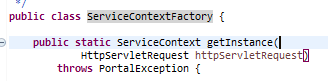 */
public class ServiceContextFactory {
public static ServiceContext getInstance(
HttpServletRequest httpServletRequest)
throws PortalException {